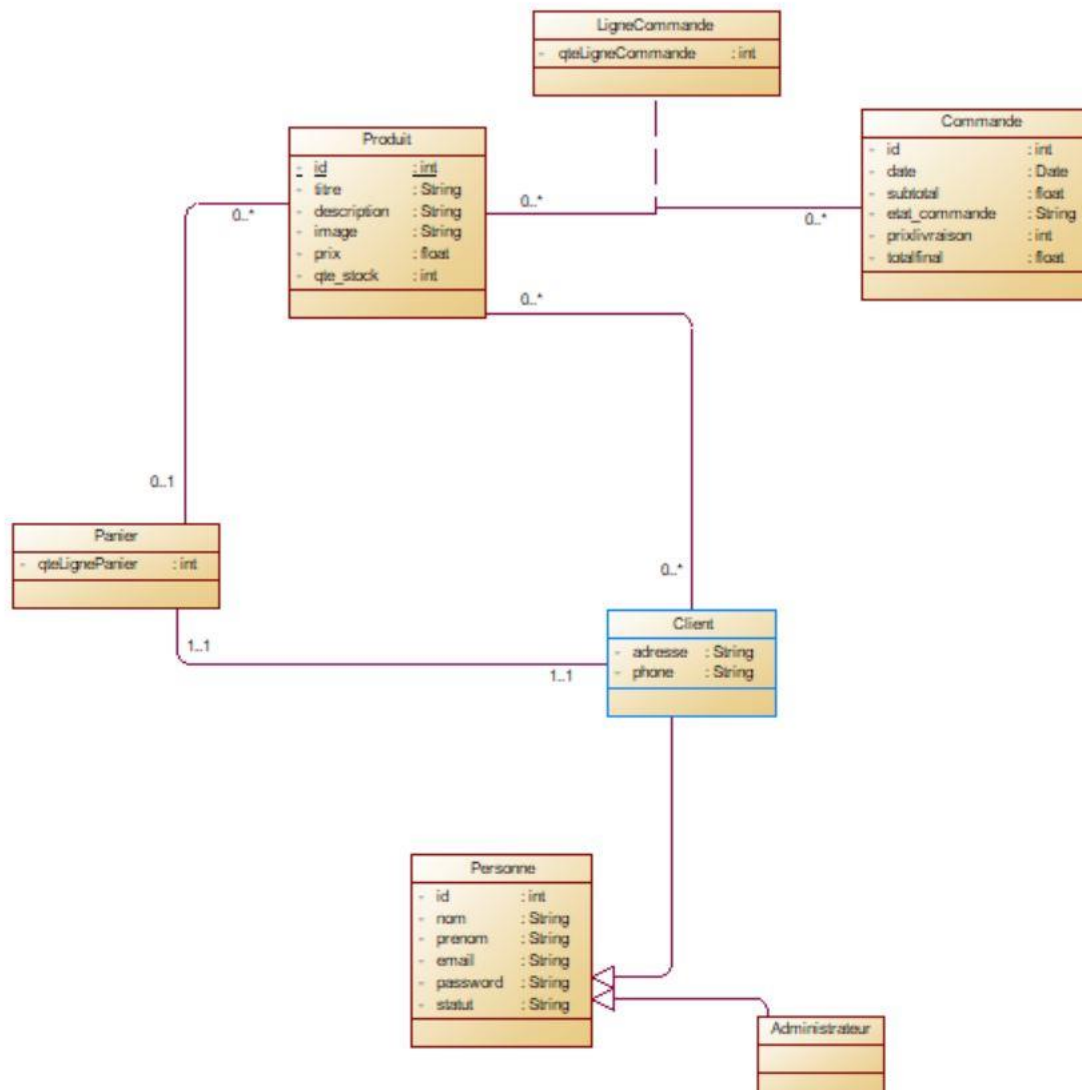 LigneCommande
- qteLigneCommande : int
Produit
- id : int
- titre : String
- description : String
- image : String
- prix : float
- qte_stock : int
Commande
- id : int
- date : Date
- subtotal : float
- etat_commande : String
- prixlivraison : int
- totalfinal : float
0..*
0..*
0..*
0..*
0..1
Panier
- qteLignePanier : int
0..*
Client
- adresse : String
- phone : String
1..1
1..1
Personne
- id : int
- nom : String
- prenom : String
- email : String
- password : String
- statut : String
Administrateur